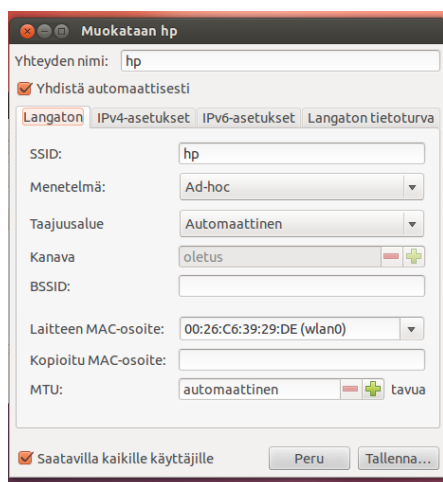 Muokataan hp
Yhteyden nimi: hp
Yhdistä automaattisesti
Langaton IPv4-asetukset IPv6-asetukset Langaton tietoturva
SSID: hp
Menetelmä: Ad-hoc
Taajuusalue Automaattinen
Kanava oletus
BSSID:
Laitteen MAC-osoite: 00:26:C6:39:29:DE (wlan0)
Kopioitu MAC-osoite:
MTU: automaattinen tavua
Saatavilla kaikille käyttäjille Peru Tallenna...